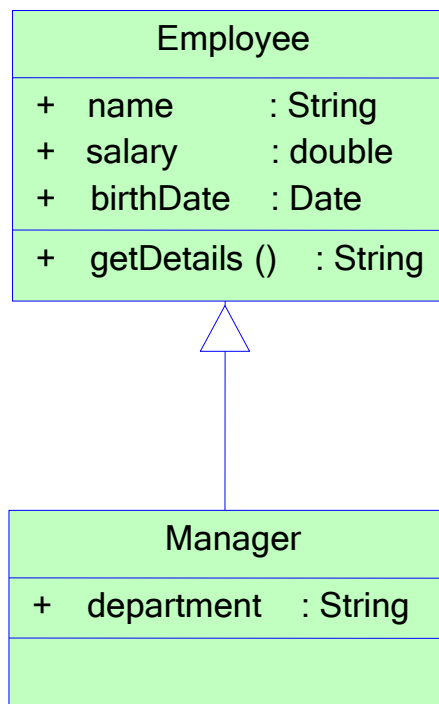 Employee
+ name : String
+ salary : double
+ birthDate : Date
+ getDetails () : String
Manager
+ department : String